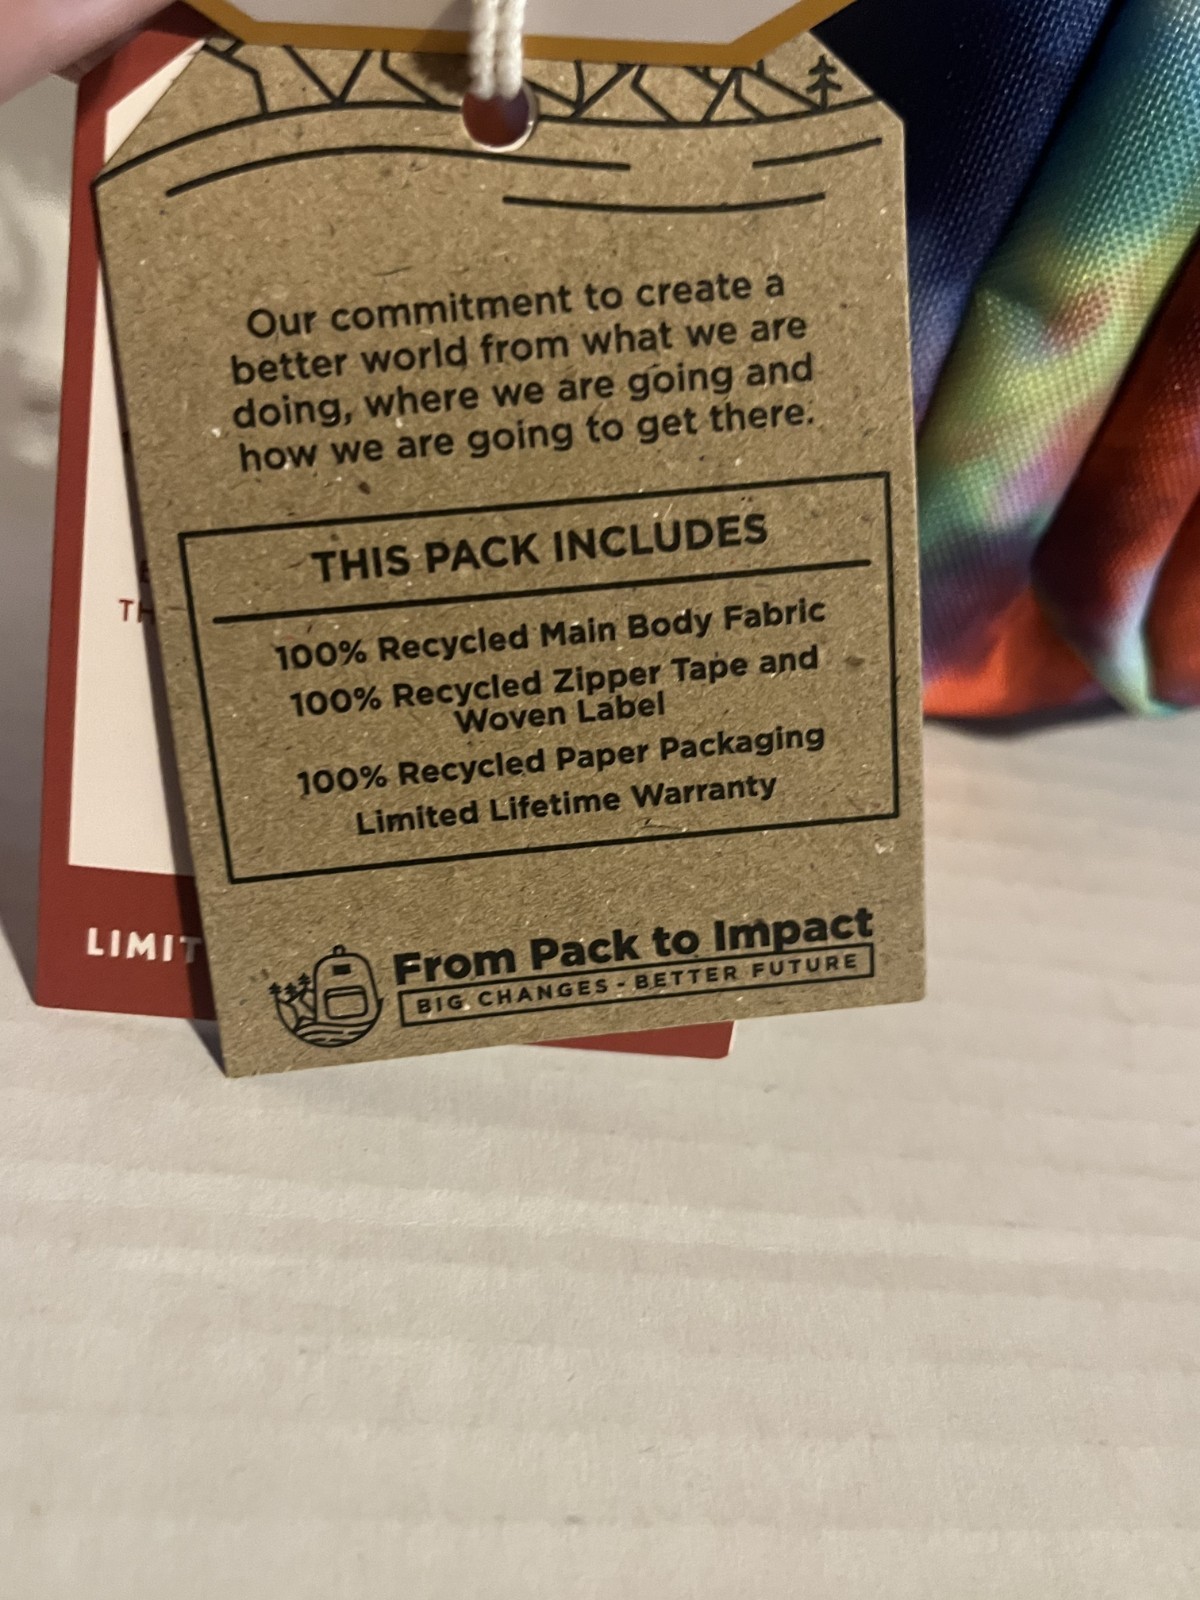 Our commitment to create a
better world from what we are
doing, where we are going and
how we are going to get there.
THIS PACK INCLUDES
100% Recycled Main Body Fabric
100% Recycled Zipper Tape and
Woven Label
100% Recycled Paper Packaging
Limited Lifetime Warranty
From Pack to Impact
BIG CHANGES - BETTER FUTURE
TH
LIMIT